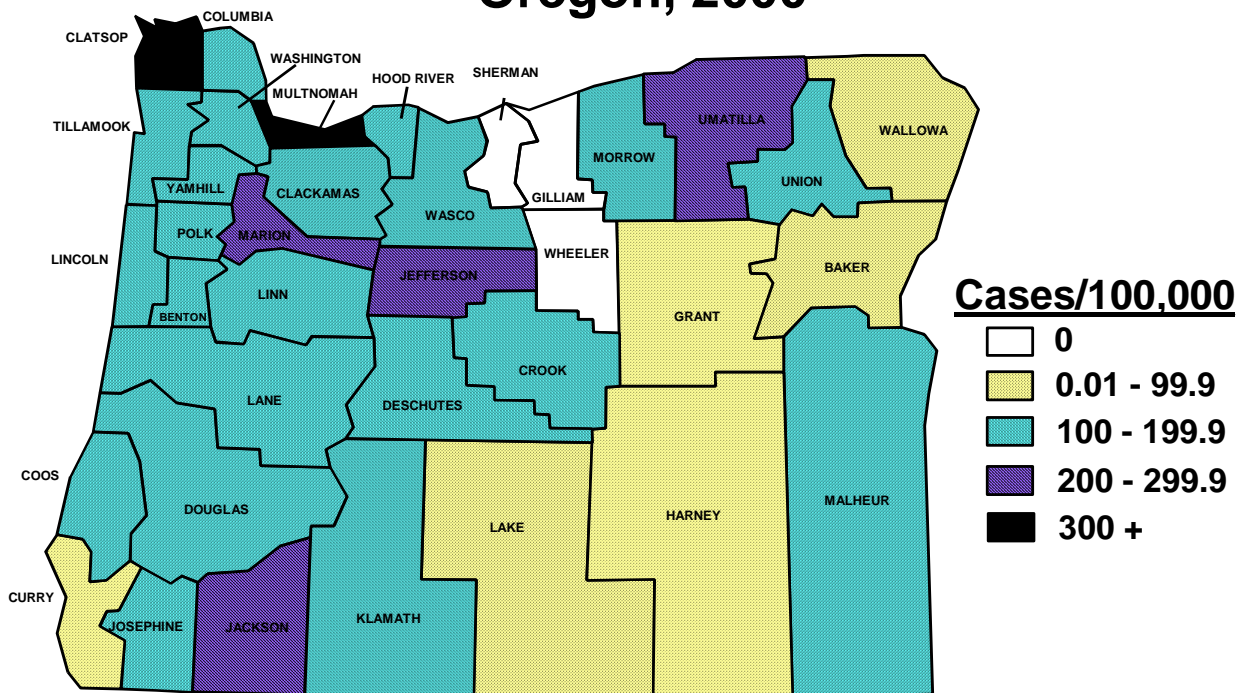 Oregon,
COLUMBIA
CLATSOP
WASHINGTON
HOOD RIVER
SHERMAN
MULTNOMAH
TILLAMOOK
UMATILLA
WALLOWA
MORROW
UNION
YAMHILL
CLACKAMAS
GILLIAM
WASCO
POLK
MARION
WHEELER
LINCOLN
JEFFERSON
BAKER
LINN
BENTON
GRANT
CROOK
LANE
DESCHUTES
COOS
DOUGLAS
LAKE
HARNEY
MALHEUR
CURRY
JOSEPHINE
JACKSON
KLAMATH
Cases/100,000
0
0.01 - 99.9
100 - 199.9
200 - 299.9
300 +